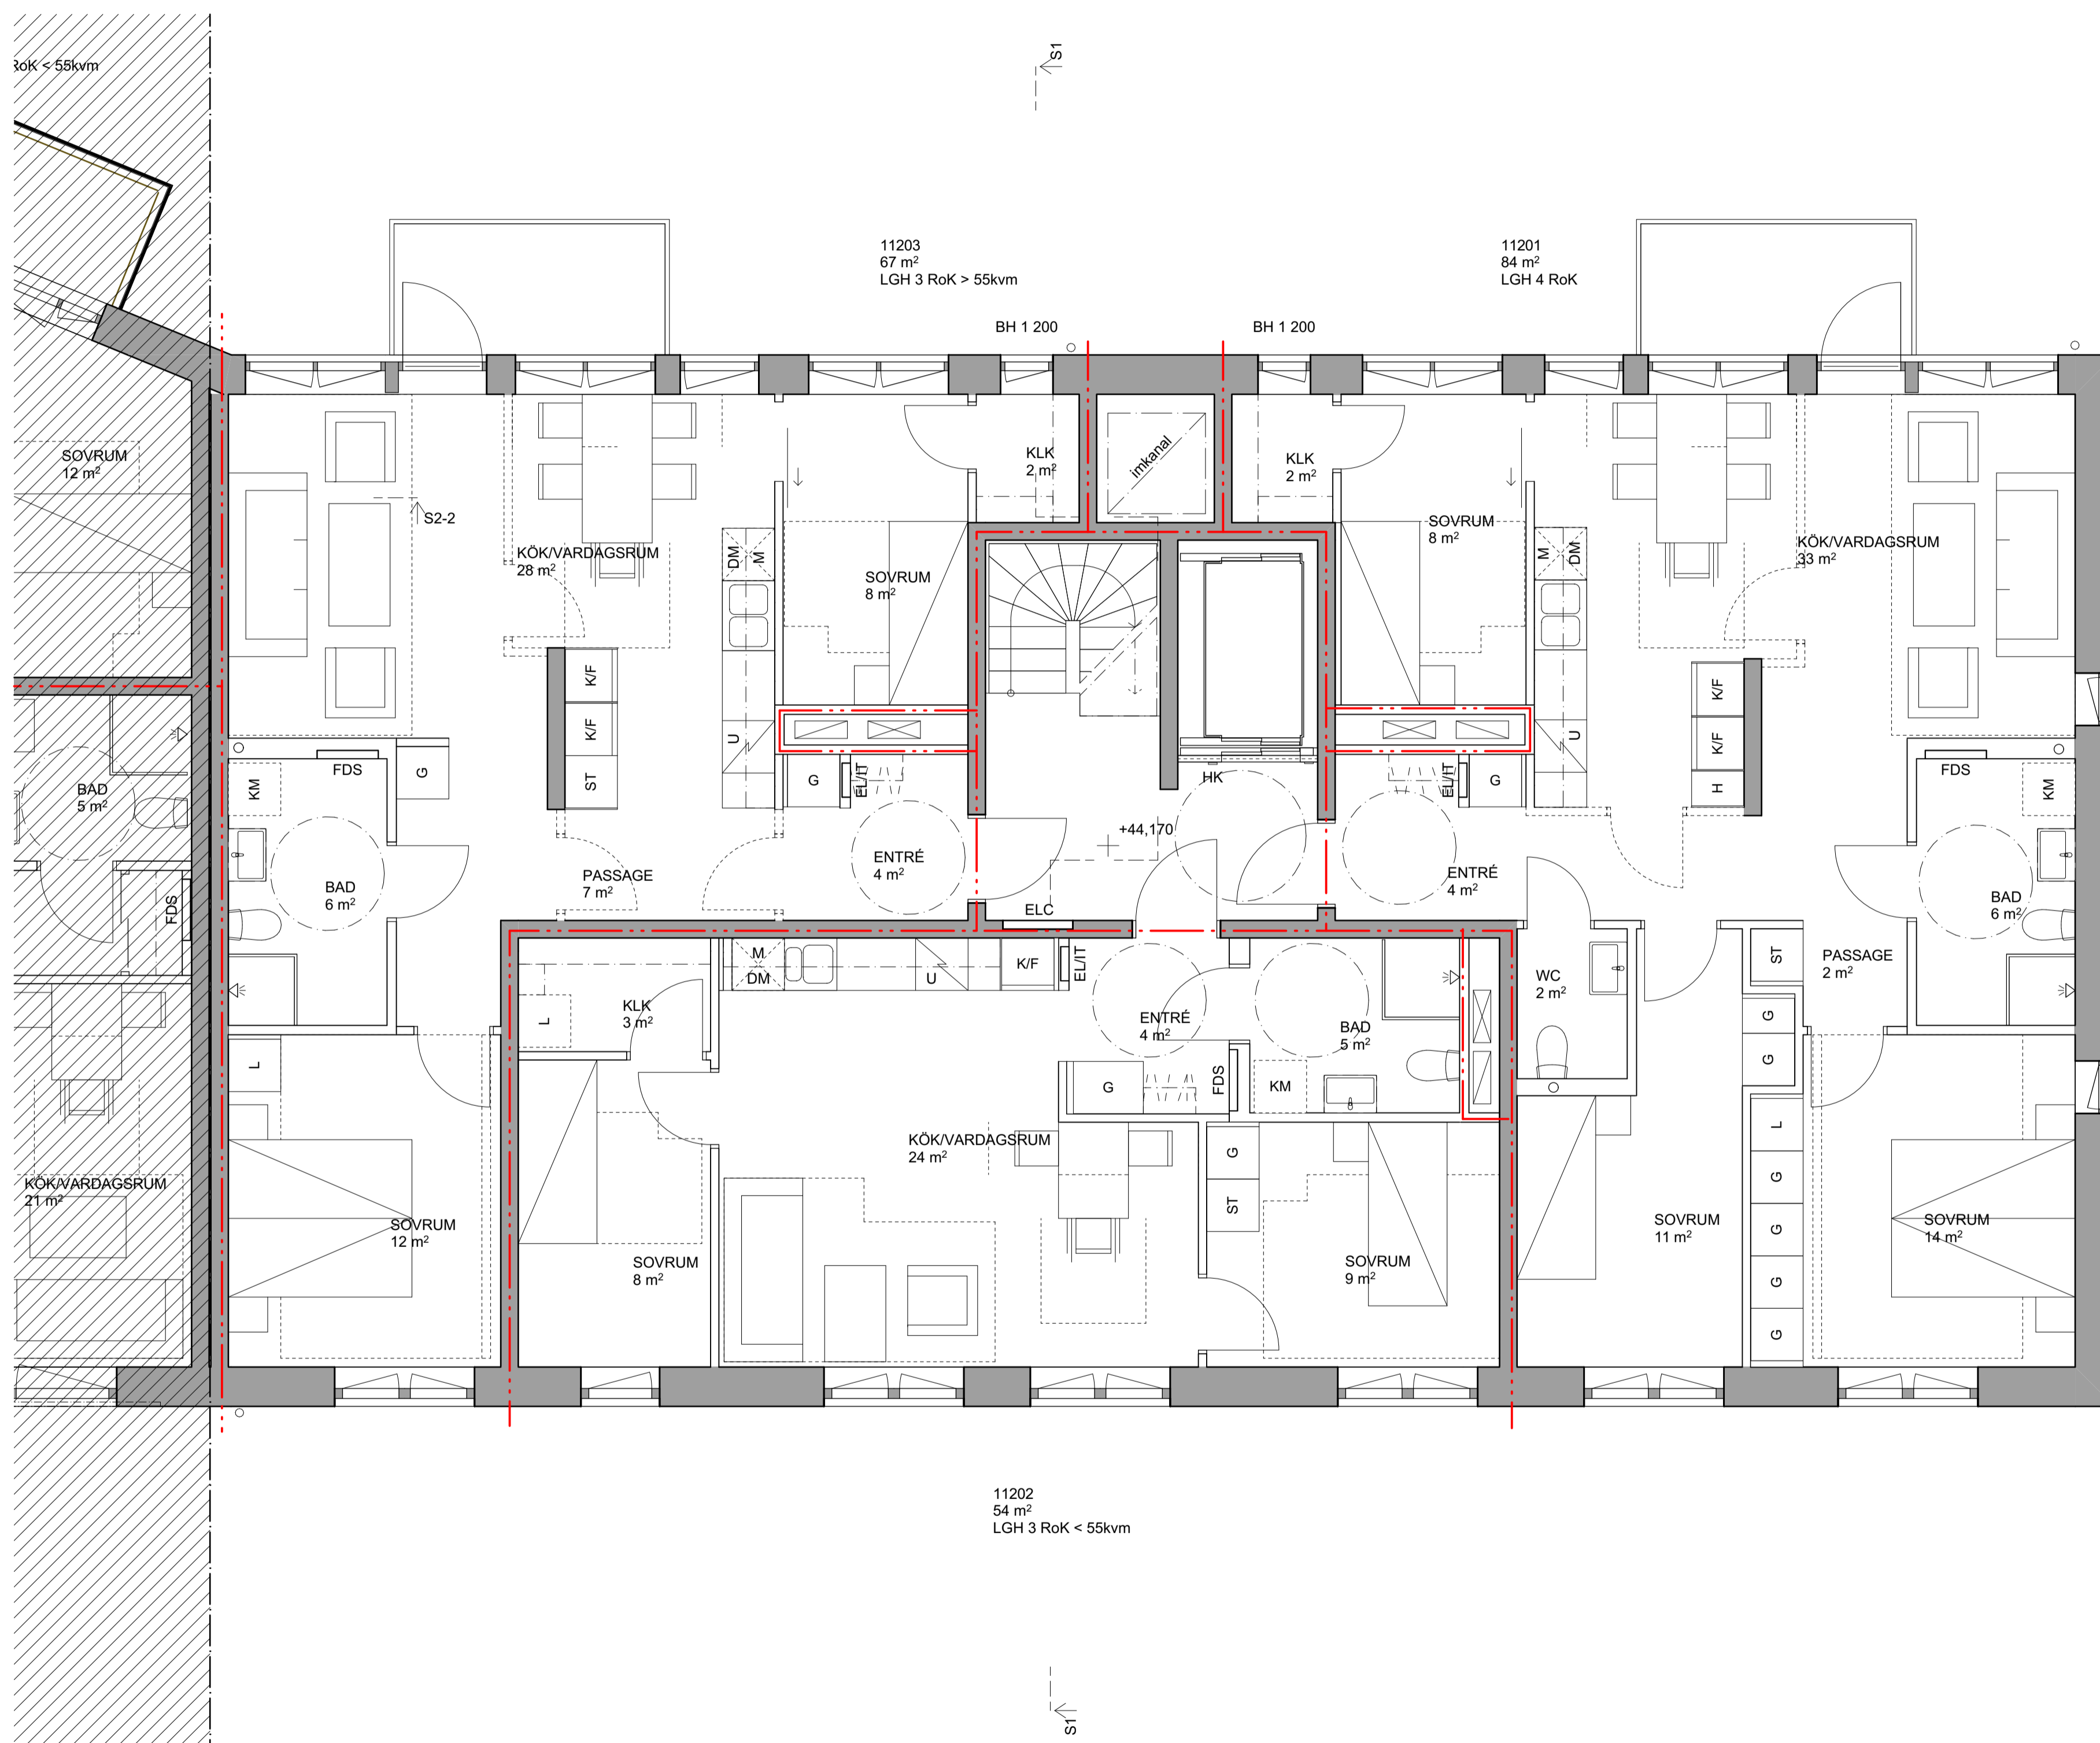 RoK < 55kvm
S1
11203
67 m²
LGH 3 RoK > 55kvm
11201
84 m²
LGH 4 RoK
BH 1 200
BH 1 200
SOVRUM
12 m²
S2-2
KÖK/VARDAGSRUM
28 m²
DM
M
SOVRUM
8 m²
KLK
2 m²
imkanal
KLK
2 m²
SOVRUM
8 m²
M
DM
KÖK/VARDAGSRUM
33 m²
K/F
K/F
ST
U
G
EL/IT
HK
EL/IT
G
U
K/F
K/F
H
FDS
G
KM
BAD
5 m²
FDS
BAD
6 m²
PASSAGE
7 m²
ENTRÉ
4 m²
+44,170
ENTRÉ
4 m²
FDS
KM
BAD
6 m²
ELC
M
DM
U
K/F
EL/IT
KLK
3 m²
L
ENTRÉ
4 m²
BAD
5 m²
WC
2 m²
ST
PASSAGE
2 m²
G
G
L
G
FDS
KM
L
G
G
G
G
KÖK/VARDAGSRUM
21 m²
SOVRUM
12 m²
SOVRUM
8 m²
KÖK/VARDAGSRUM
24 m²
G
ST
SOVRUM
9 m²
SOVRUM
11 m²
SOVRUM
14 m²
11202
54 m²
LGH 3 RoK < 55kvm
S1